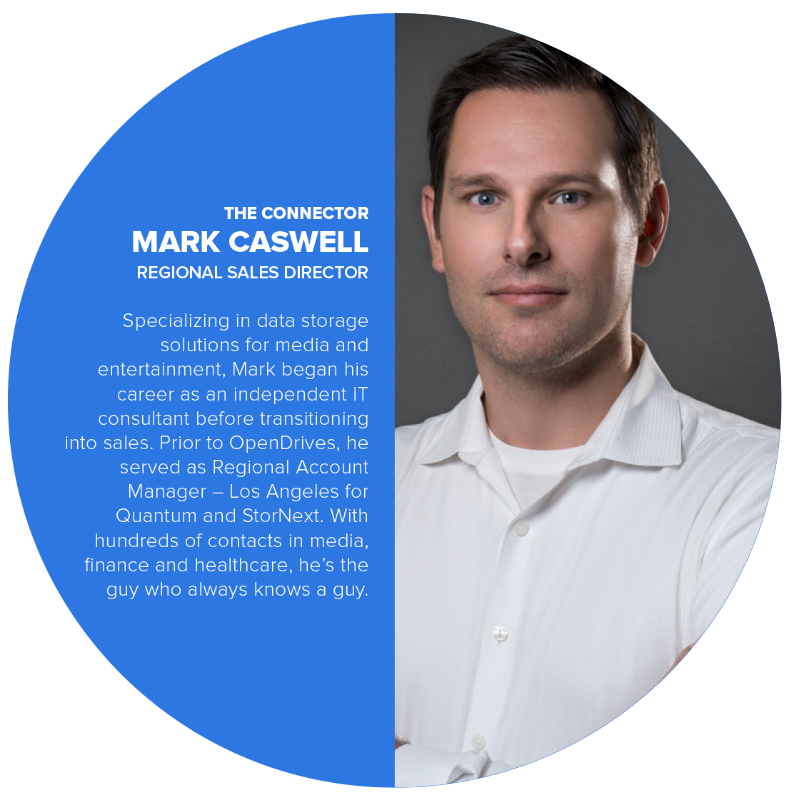 THE CONNECTOR
MARK CASWELL
REGIONAL SALES DIRECTOR
Specializing in data storage
solutions for media and
entertainment, Mark began his
career as an independent IT
consultant before transitioning
into sales. Prior to OpenDrives, he
served as Regional Account
Manager – Los Angeles for
Quantum and StorNext. With
hundreds of contacts in media,
finance and healthcare, he’s the
guy who always knows a guy.